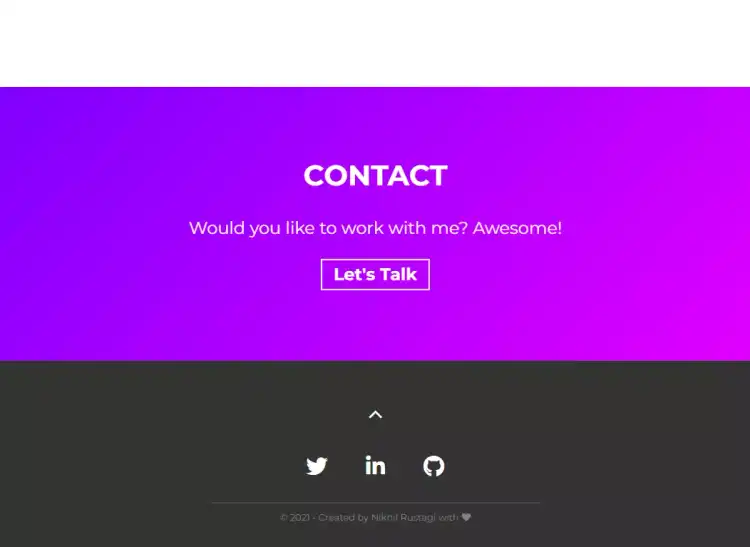 CONTACT
Would you like to work with me? Awesome!
Let's Talk
© 2021 - Created by Nikhil Rustagi with